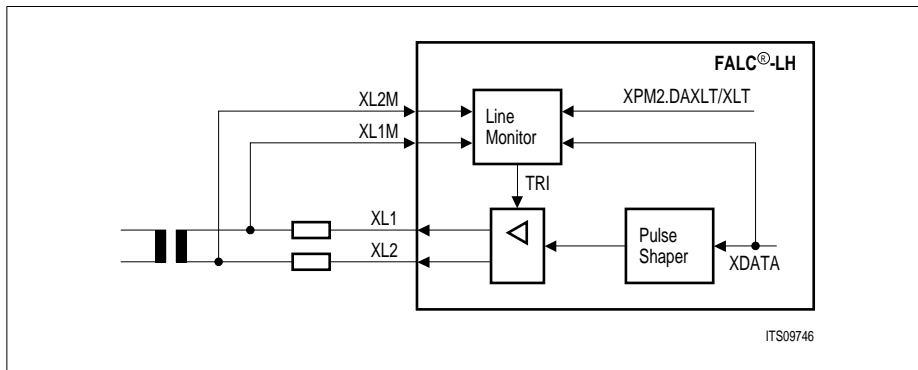 FALC®-LH
XL2M
XPM2.DAXLT/XLT
Line
Monitor
XL1M
TRI
XL1
XL2
Pulse
Shaper
XDATA
ITS09746